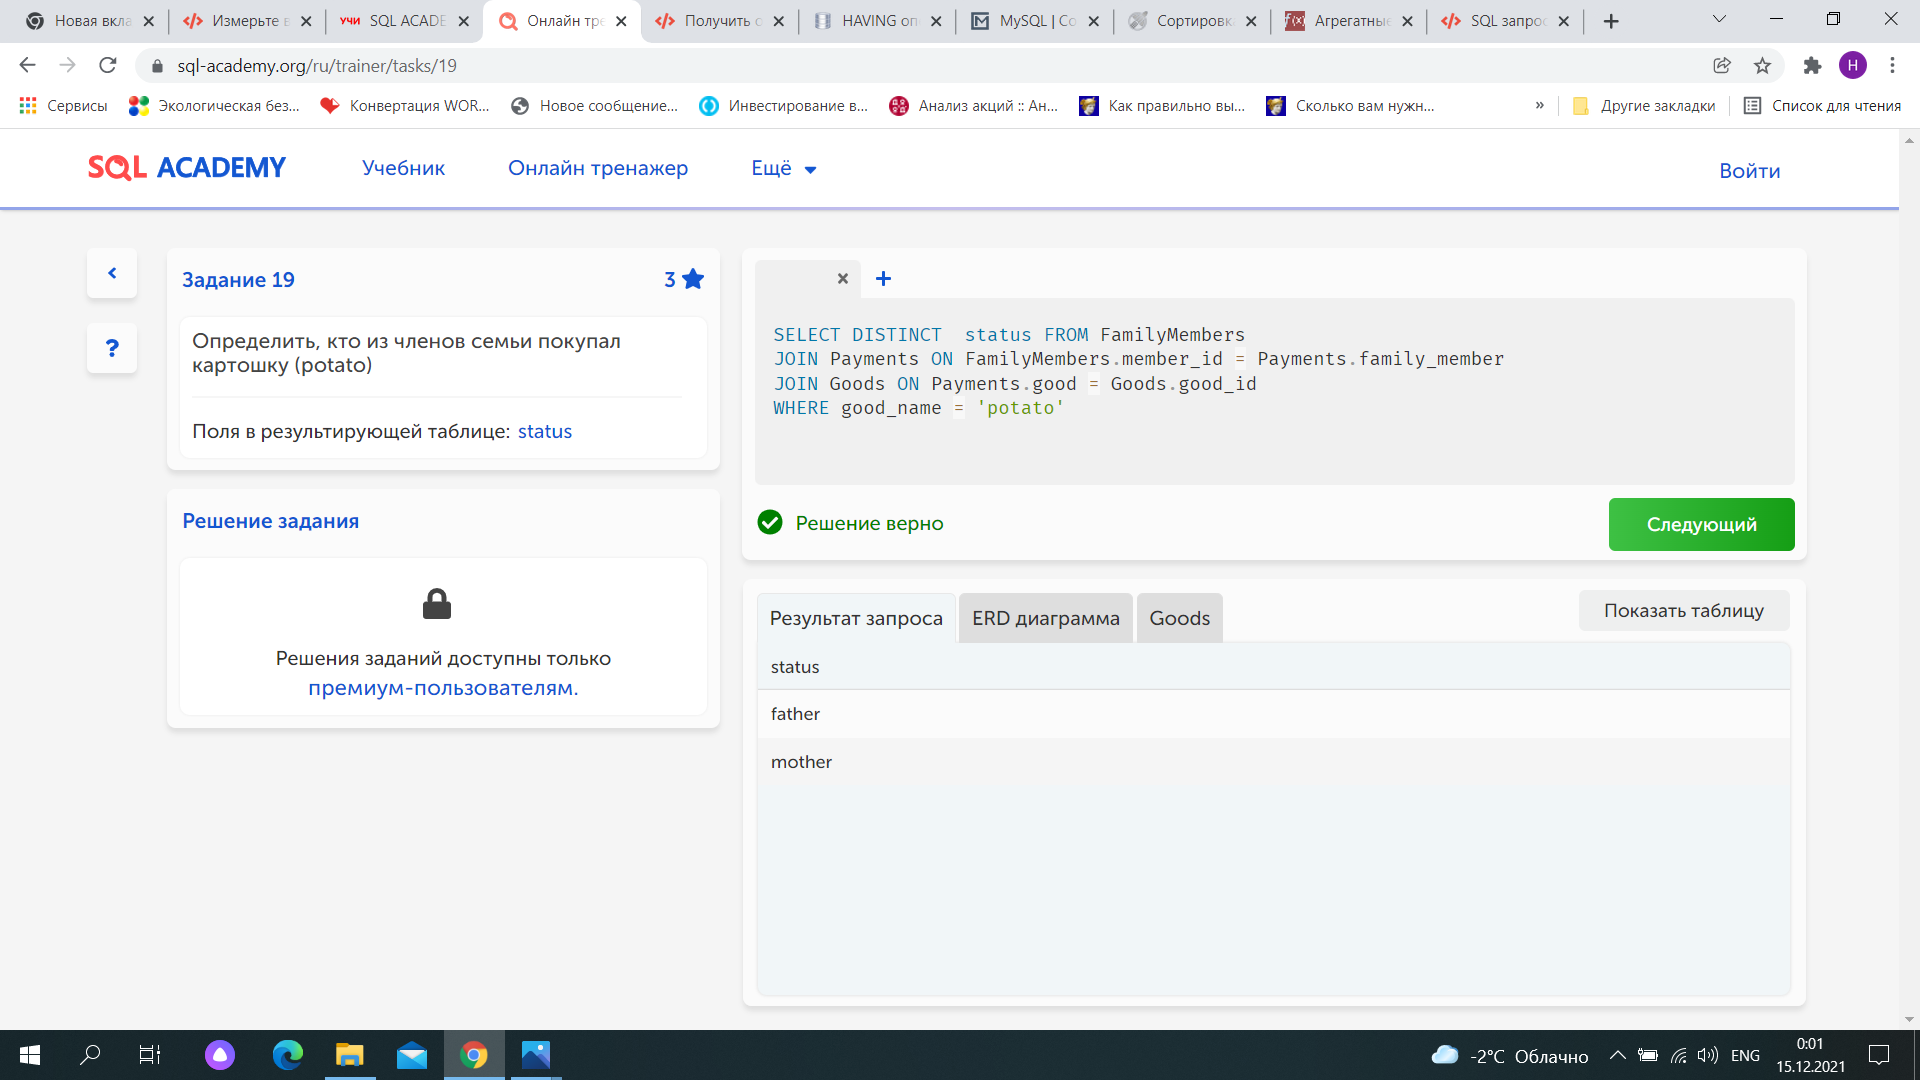 Новая вкла
Измерьте в
УЧИ SQL ACADE
Онлайн тре
Получить с
HAVING оп
MySQL | Co
Сортировк
f(x) Агрегатные
SQL запрос
sql-academy.org/ru/trainer/tasks/19
H
Сервисы
Экологическая без...
Конвертация WOR...
Новое сообщение...
Инвестирование в...
Анализ акций :: Ан...
Как правильно вы...
Сколько вам нужн...
»
Другие закладки
Список для чтения
SQL ACADEMY
Учебник
Онлайн тренажер
Ещё
Войти
Задание 19
3
Определить, кто из членов семьи покупал
картошку (potato)
Поля в результирующей таблице: status
Решение задания
Решения заданий доступны только
премиум-пользователям.
SELECT DISTINCT  status FROM FamilyMembers
JOIN Payments ON FamilyMembers.member_id = Payments.family_member
JOIN Goods ON Payments.good = Goods.good_id
WHERE good_name = 'potato'
Решение верно
Следующий
Результат запроса
ERD диаграмма
Goods
Показать таблицу
status
father
mother
-2°C Облачно
ENG
0:01
15.12.2021